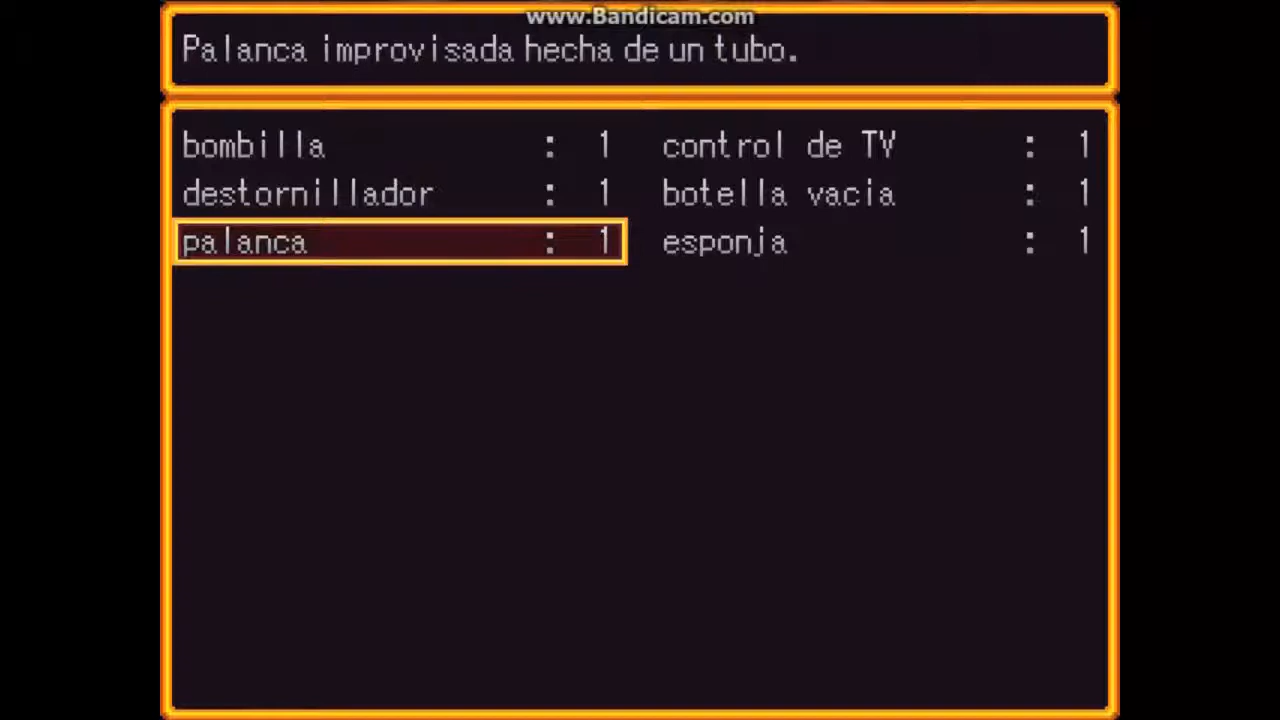 www.Bandicam.com
Palanca improvisada hecha de un tubo.
bombilla : 1 control de TV : 1
destornillador : 1 botella vacia : 1
palanca : 1 esponja : 1